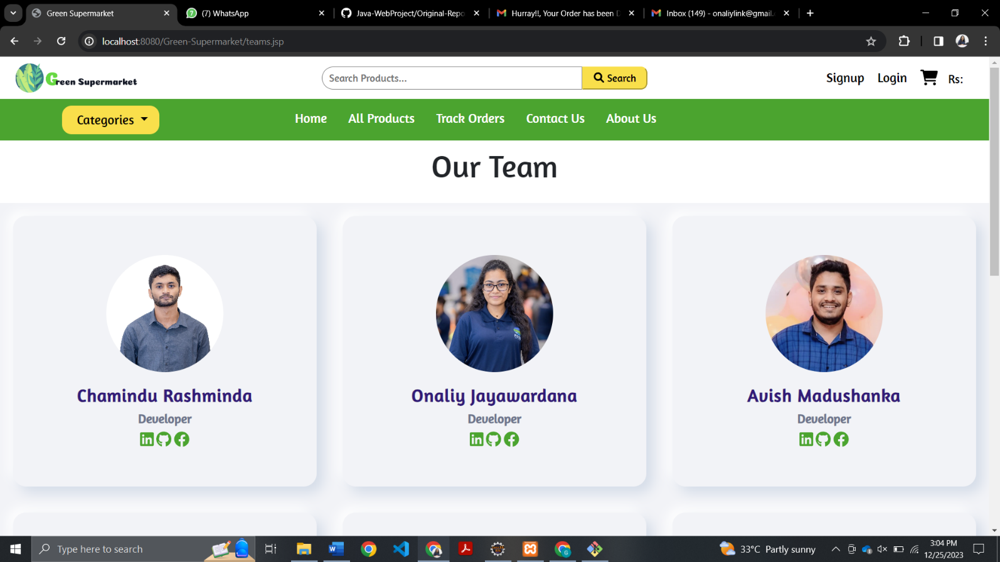 Green Supermarket
(7) WhatsApp
Java-WebProject/Original-Repo
Hurray!!, Your Order has been D
Inbox (149) - onaliylink@gmail.
localhost:8080/Green-Supermarket/teams.jsp
Green Supermarket
Search Products...
Search
Signup
Login
Rs:
Categories
Home
All Products
Track Orders
Contact Us
About Us
Our Team
Chamindu Rashminda
Developer
Onaliy Jayawardana
Developer
Avish Madushanka
Developer
Type here to search
33°C Partly sunny
3:04 PM
12/25/2023